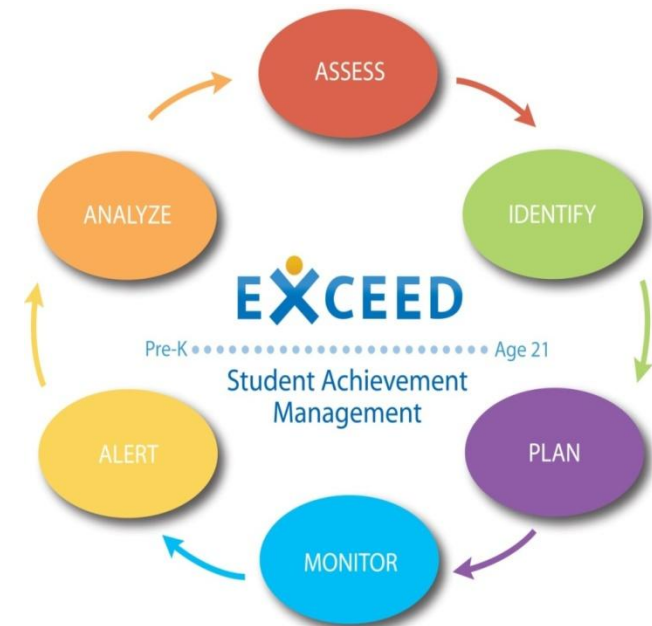 ASSESS
IDENTIFY
PLAN
MONITOR
ALERT
ANALYZE
EXCEED
Pre-K Age 21
Student Achievement
Management